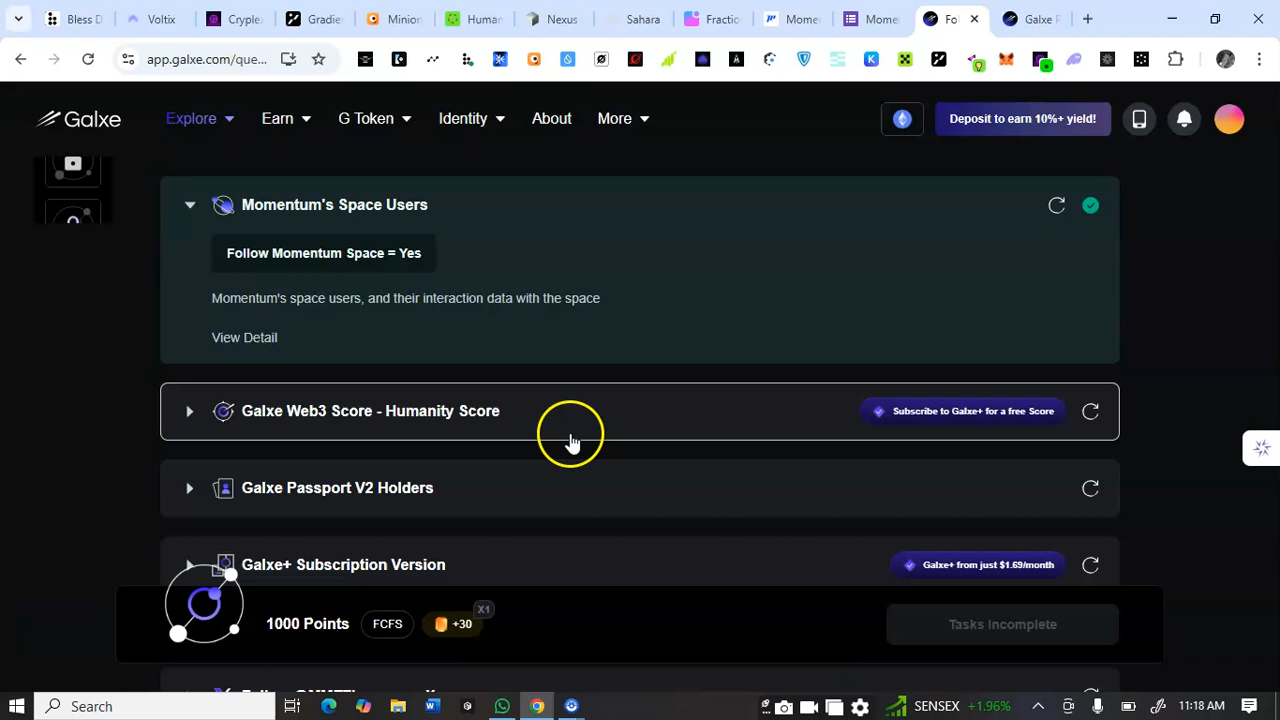 Bless D
Voltix
Cryple
Gradie
Minion
Human
Nexus
Sahara
Fractio
Mome
Mome
Fo
Galxe P
app.galxe.com/que...
Galxe
Explore
Earn
G Token
Identity
About
More
Deposit to earn 10%+ yield!
Momentum's Space Users
Follow Momentum Space = Yes
Momentum's space users, and their interaction data with the space
View Detail
Galxe Web3 Score - Humanity Score
Subscribe to Galxe+ for a free Score
Galxe Passport V2 Holders
Galxe+ Subscription Version
Galxe+ from just $1.69/month
1000 Points
FCFS
+30
X1
Tasks Incomplete
Search
SENSEX +1.96%
11:18 AM